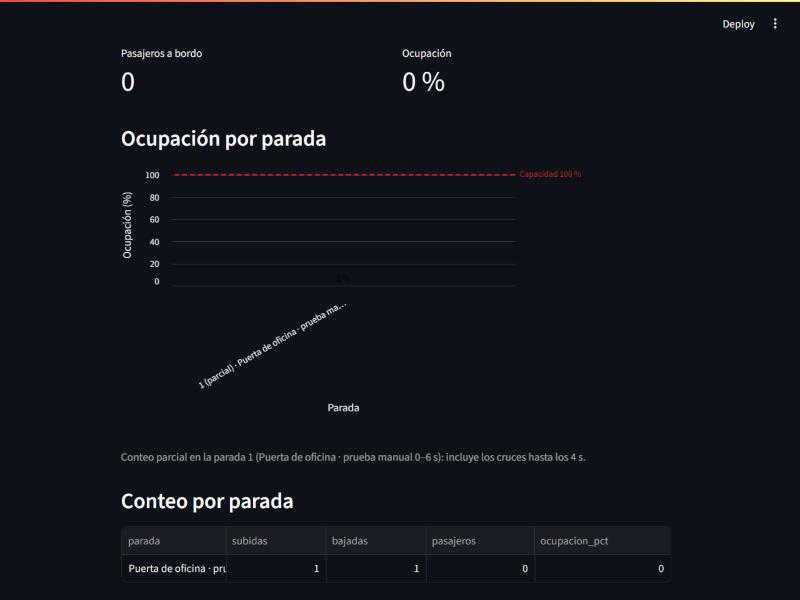 Deploy
Pasajeros a bordo
Ocupación
0
0 %
Ocupación por parada
100
Capacidad 100 %
80
60
40
20
0
Ocupación (%)
0 %
1 (parcial) · Puerta de oficina · prueba ma…
Parada
Conteo parcial en la parada 1 (Puerta de oficina · prueba manual 0–6 s): incluye los cruces hasta los 4 s.
Conteo por parada
parada subidas bajadas pasajeros ocupacion_pct
Puerta de oficina · pru 1 1 0 0